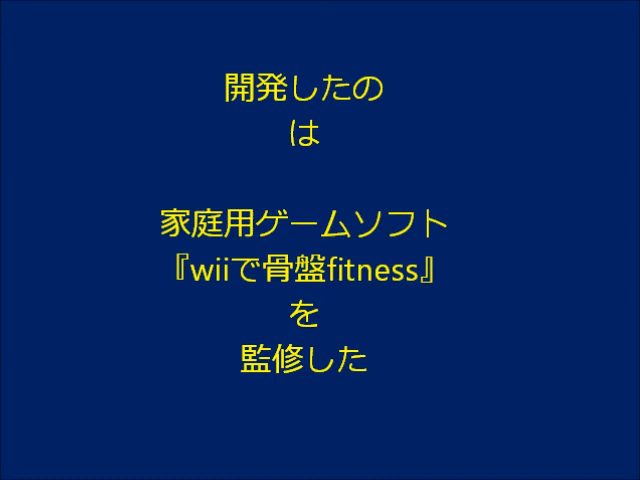 開発したの
は
家庭用ゲームソフト
『wiiで骨盤fitness』
を
監修した